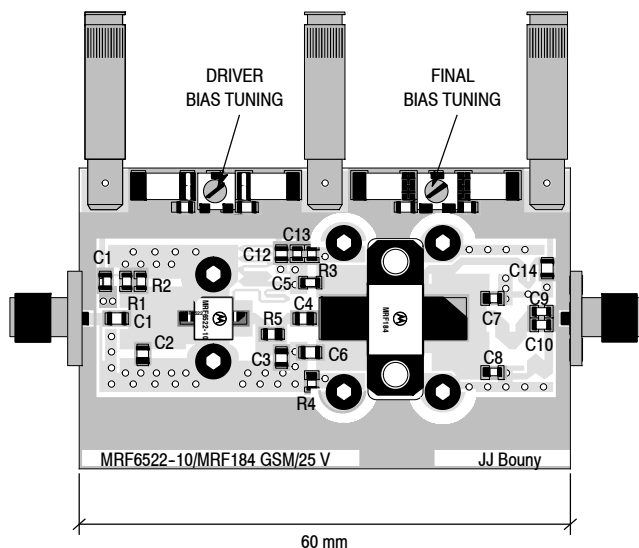 DRIVER
BIAS TUNING
FINAL
BIAS TUNING
C13
C12
C1
R2
C5
R3
C14
R1
C1
C4
C7
C9
MRF6522-10
MRF184
R5
C10
C2
C3
C6
C8
R4
MRF6522-10/MRF184 GSM/25 V
JJ Bouny
60 mm